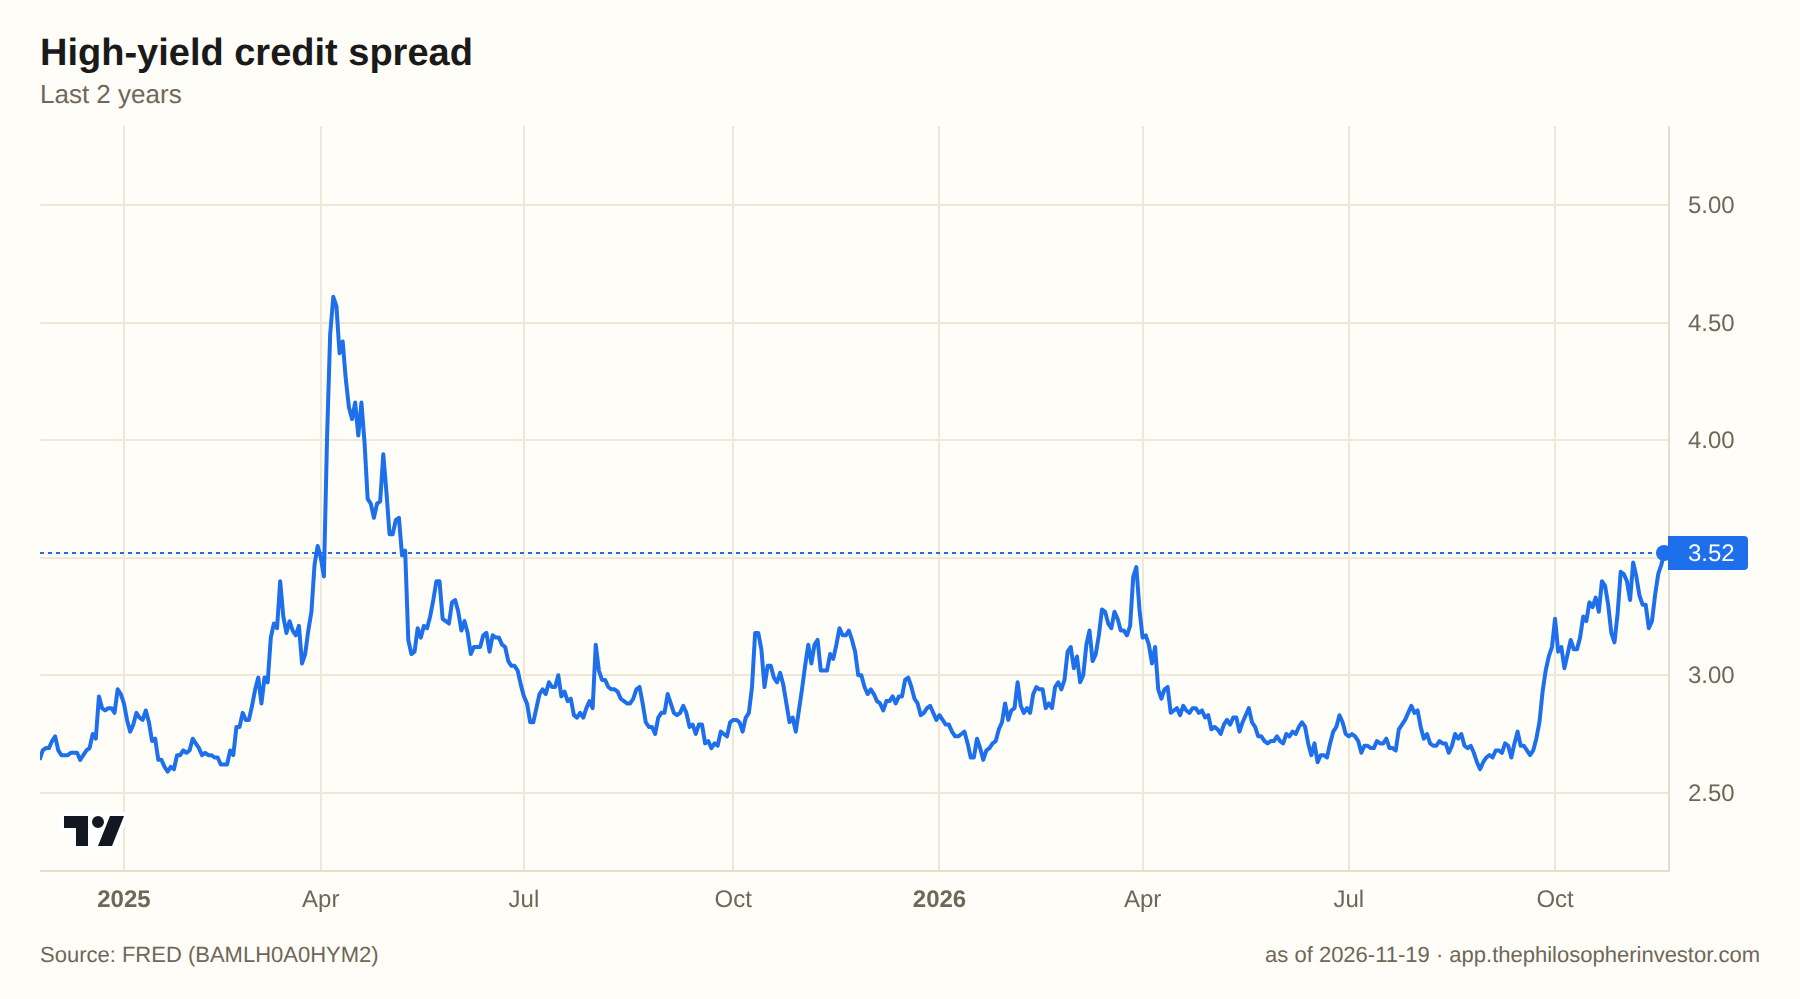 High-yield credit spread
Last 2 years
5.00
4.50
4.00
3.52
3.00
2.50
2025 Apr Jul Oct 2026 Apr Jul Oct
Source: FRED (BAMLH0A0HYM2)
as of 2026-11-19 · app.thephilosopherinvestor.com